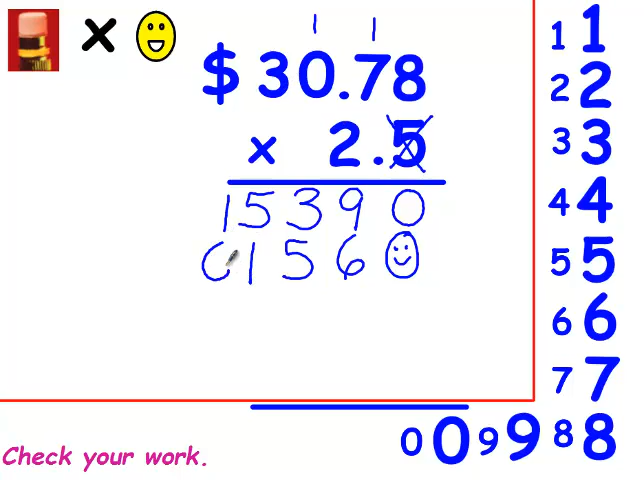 x
1 1
$30.78
x 2.5
15390
6156
1 1
2 2
3 3
4 4
5 5
6 6
7 7
0 0 9 9 8 8
Check your work.